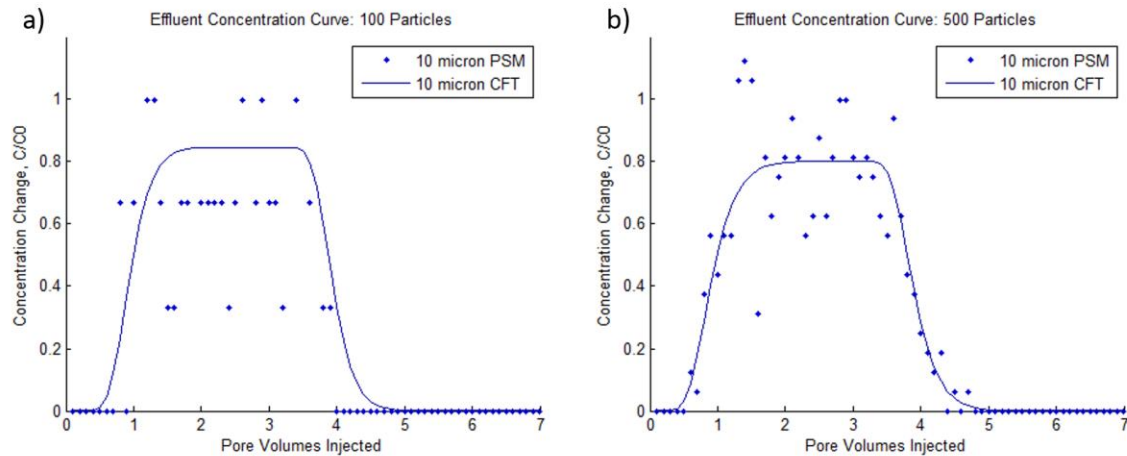 a)
Effluent Concentration Curve: 100 Particles
10 micron PSM
10 micron CFT
Concentration Change, C/C0
1
0.8
0.6
0.4
0.2
0
0 1 2 3 4 5 6 7
Pore Volumes Injected
b)
Effluent Concentration Curve: 500 Particles
10 micron PSM
10 micron CFT
Concentration Change, C/C0
1
0.8
0.6
0.4
0.2
0
0 1 2 3 4 5 6 7
Pore Volumes Injected